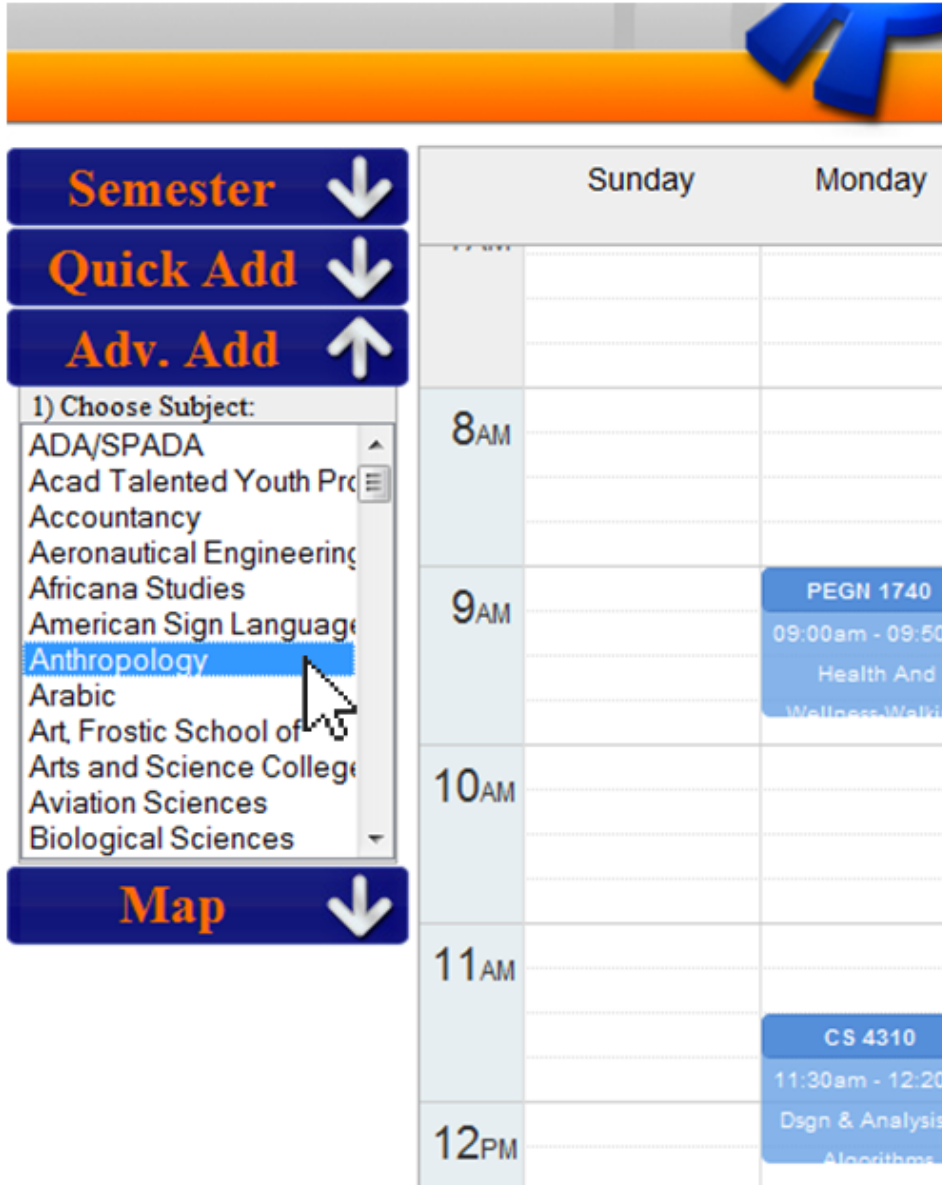 Semester
Quick Add
Adv. Add
1) Choose Subject:
ADA/SPADA
Acad Talented Youth Pro
Accountancy
Aeronautical Engineering
Africana Studies
American Sign Language
Anthropology
Arabic
Art, Frostic School of
Arts and Science College
Aviation Sciences
Biological Sciences
Map
Sunday Monday
8AM
9AM
PEGN 1740
09:00am - 09:50
Health And
Wellness-Walki
10AM
11AM
CS 4310
11:30am - 12:20
Dsgn & Analysis
Algorithms
12PM